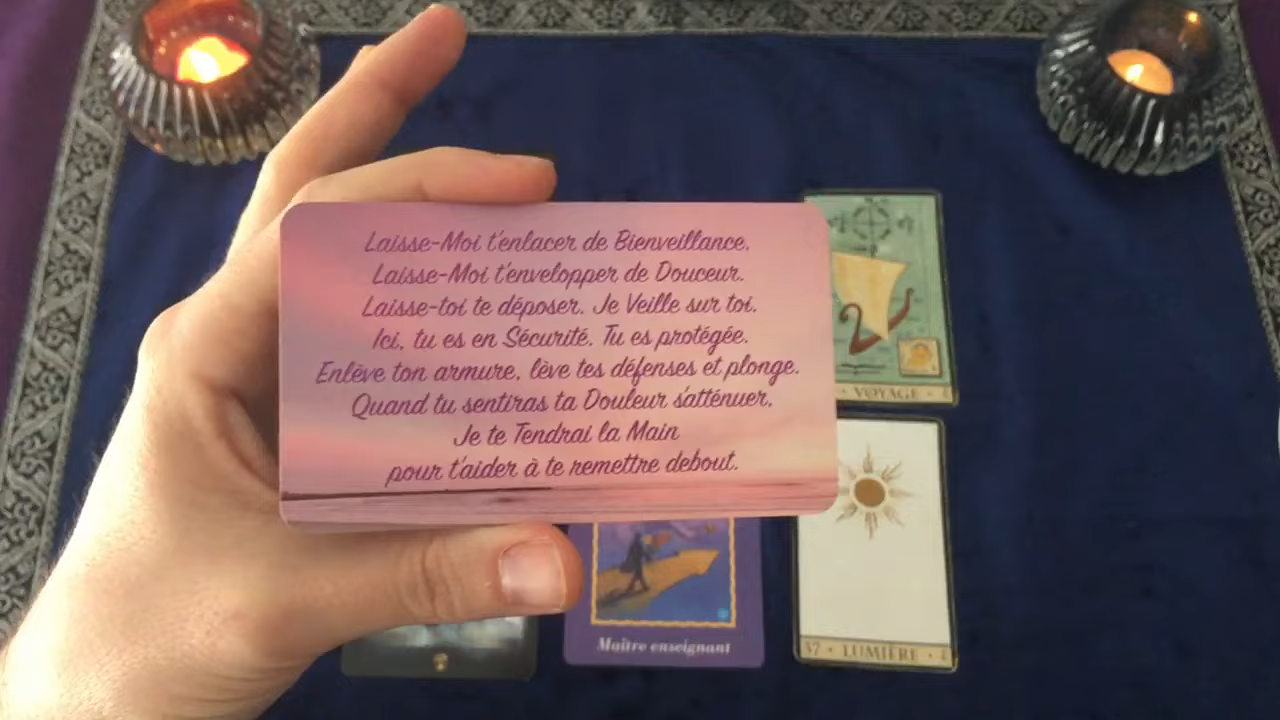 Laisse-Moi t'enlacer de Bienveillance.
Laisse-Moi t'envelopper de Douceur.
Laisse-toi te déposer. Je Veille sur toi.
Ici, tu es en Sécurité. Tu es protégée.
Enlève ton armure, lève tes défenses et plonge.
Quand tu sentiras ta Douleur s'atténuer,
Je te Tendrai la Main
pour t'aider à te remettre debout.
VOYAGE
Maître enseignant
37 • LUMIÈRE •